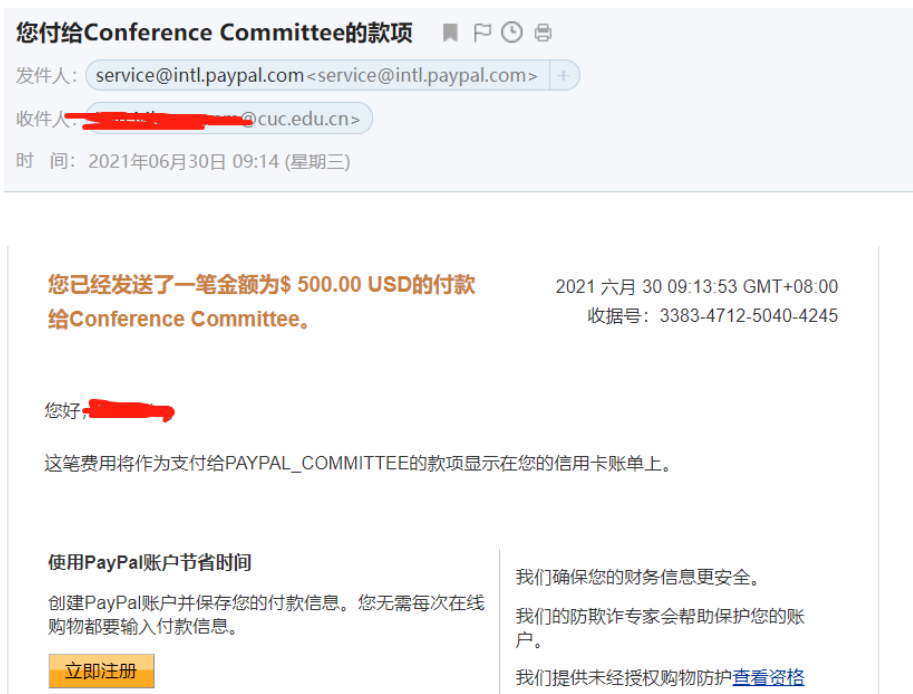 您付给Conference Committee的款项
发件人: service@intl.paypal.com<service@intl.paypal.com> +
收件人: @cuc.edu.cn>
时 间: 2021年06月30日 09:14 (星期三)
您已经发送了一笔金额为$ 500.00 USD的付款
给Conference Committee。
2021 六月 30 09:13:53 GMT+08:00
收据号: 3383-4712-5040-4245
您好,
这笔费用将作为支付给PAYPAL_COMMITTEE的款项显示在您的信用卡账单上。
使用PayPal账户节省时间
创建PayPal账户并保存您的付款信息。您无需每次在线
购物都要输入付款信息。
立即注册
我们确保您的财务信息更安全。
我们的防欺诈专家会帮助保护您的账
户。
我们提供未经授权购物防护查看资格